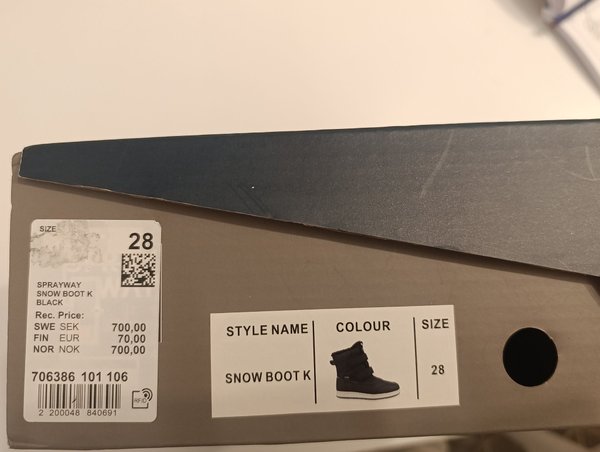 SIZE
28
SPRAYWAY
SNOW BOOT K
BLACK
Rec. Price:
SWE SEK 700,00
FIN EUR 70,00
NOR NOK 700,00
706386 101 106
RFID
2 200048 840691
STYLE NAME COLOUR SIZE
SNOW BOOT K 28